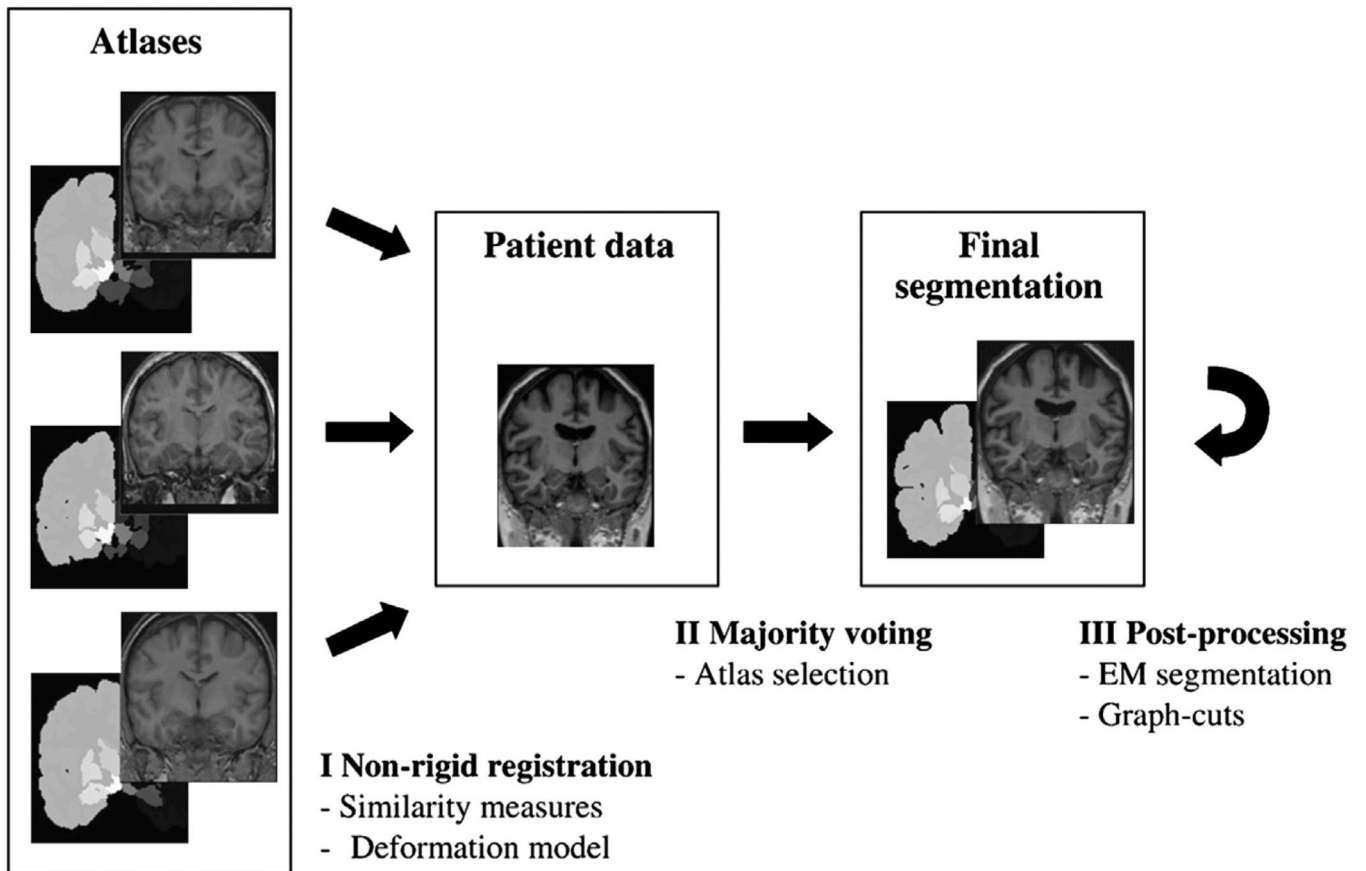 Atlases
Patient data
Final
segmentation
I Non-rigid registration
- Similarity measures
- Deformation model
II Majority voting
- Atlas selection
III Post-processing
- EM segmentation
- Graph-cuts